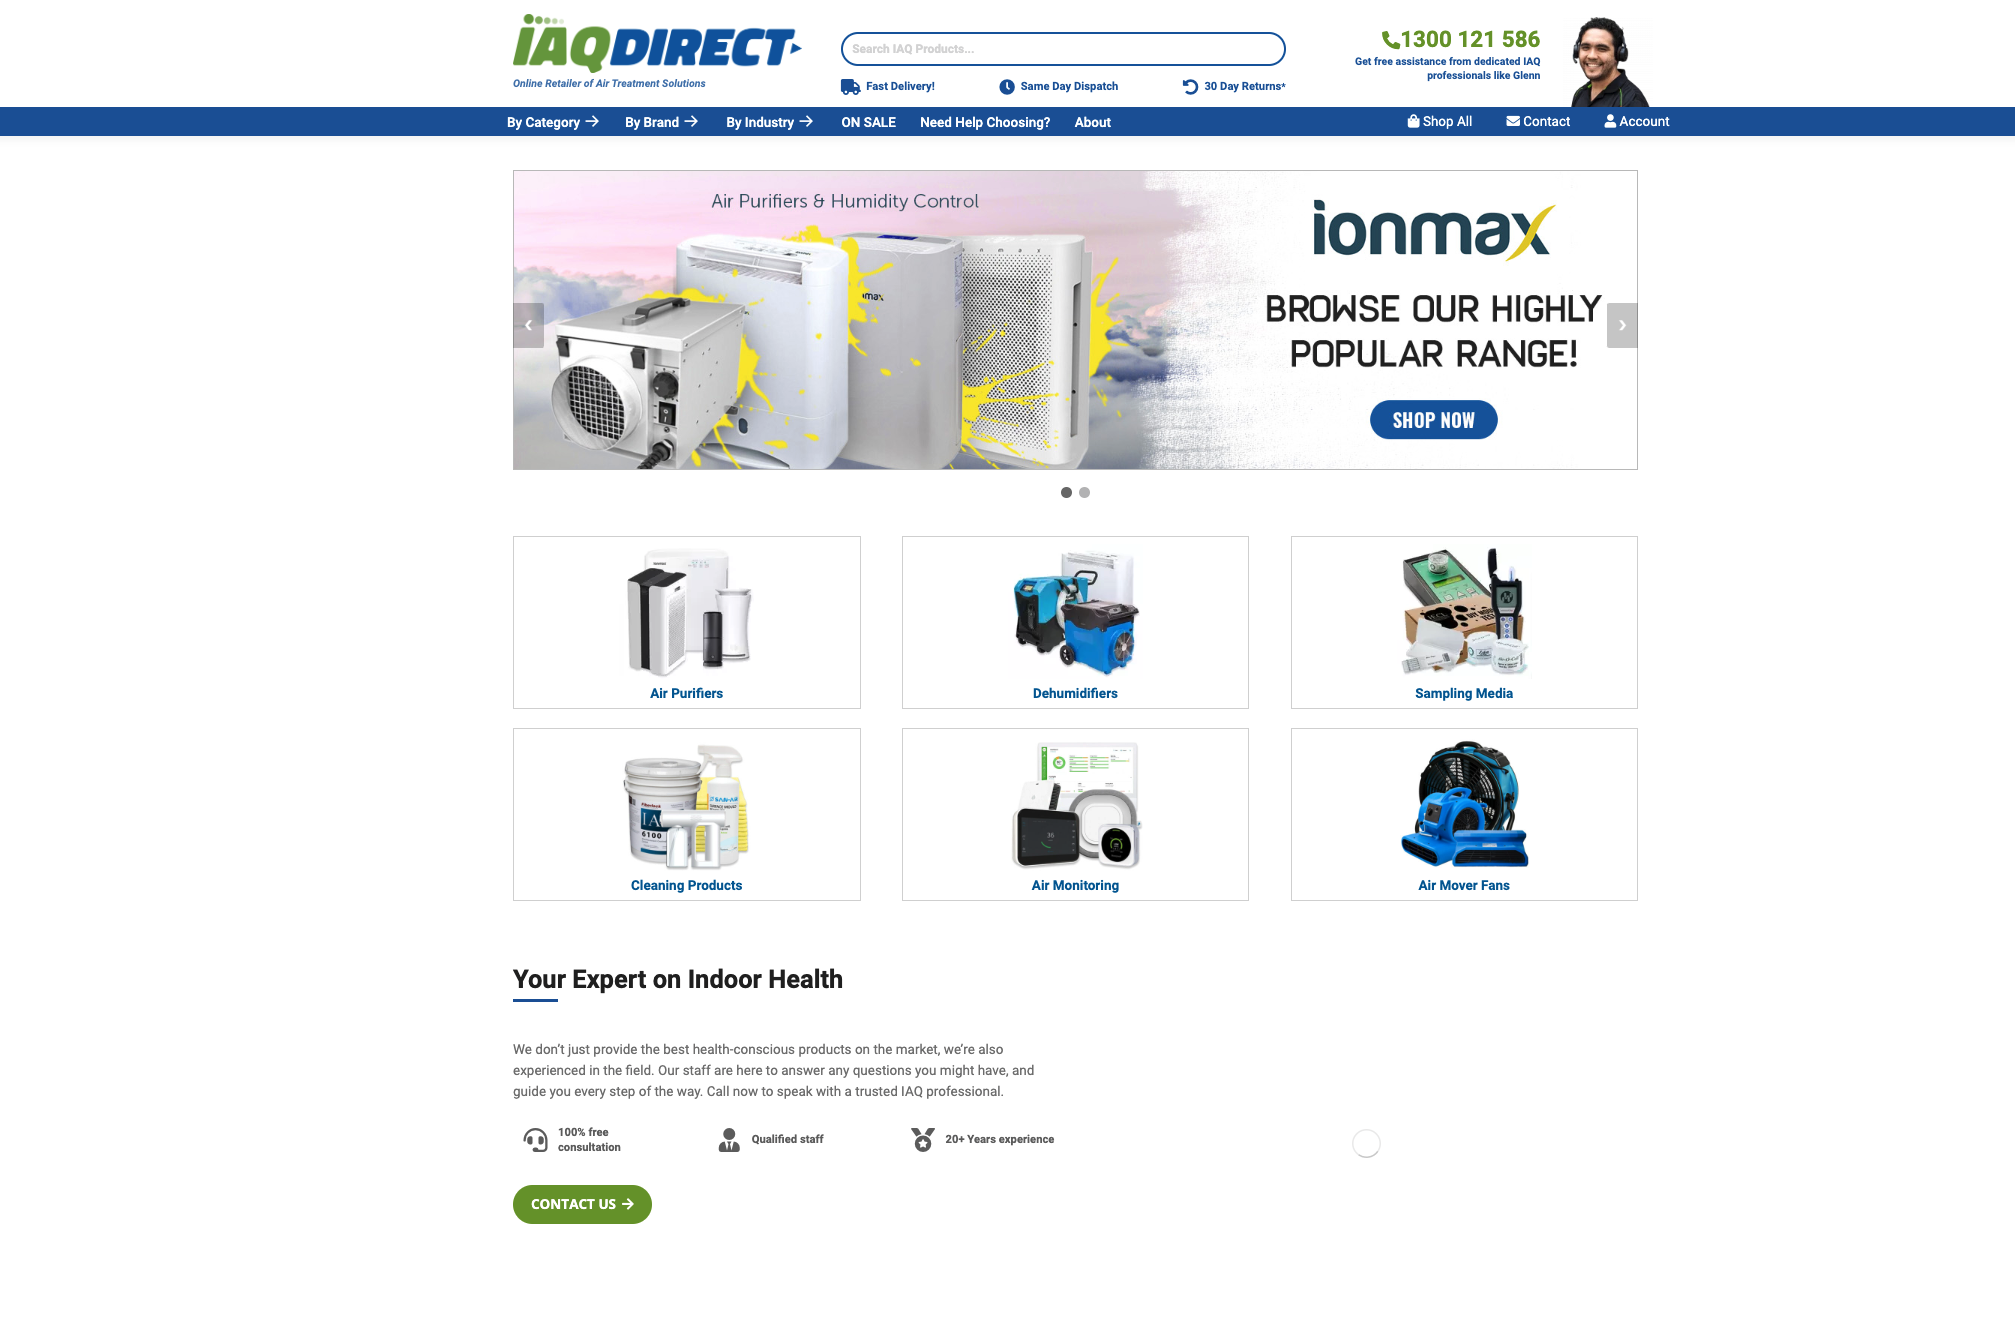 IAQDIRECT
Online Retailer of Air Treatment Solutions
Search IAQ Products...
Fast Delivery!
Same Day Dispatch
30 Day Returns*
1300 121 586
Get free assistance from dedicated IAQ
professionals like Glenn
By Category
By Brand
By Industry
ON SALE
Need Help Choosing?
About
Shop All
Contact
Account
Air Purifiers & Humidity Control
ionmax
BROWSE OUR HIGHLY
POPULAR RANGE!
SHOP NOW
Air Purifiers
Dehumidifiers
Sampling Media
6100
Cleaning Products
36
Air Monitoring
Air Mover Fans
Your Expert on Indoor Health
We don't just provide the best health-conscious products on the market, we're also
experienced in the field. Our staff are here to answer any questions you might have, and
guide you every step of the way. Call now to speak with a trusted IAQ professional.
100% free
consultation
Qualified staff
20+ Years experience
CONTACT US